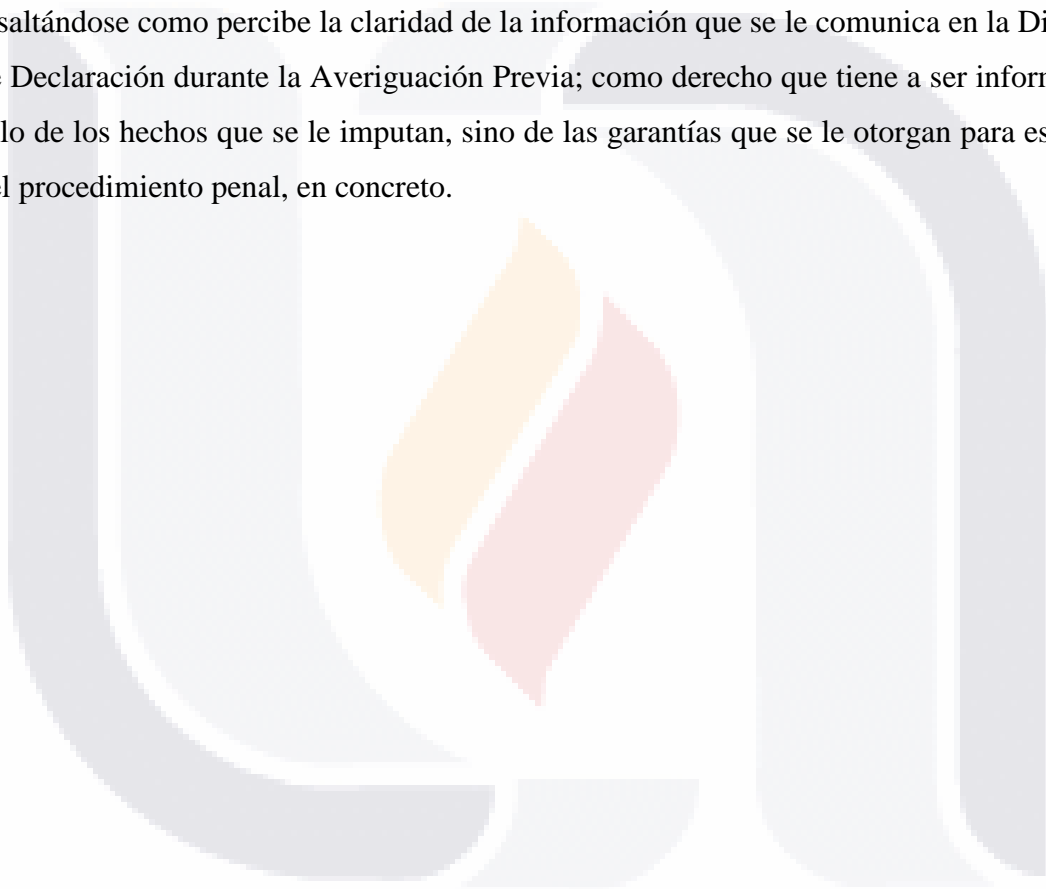 saltándose como percibe la claridad de la información que se le comunica en la Di
e Declaración durante la Averiguación Previa; como derecho que tiene a ser inform
lo de los hechos que se le imputan, sino de las garantías que se le otorgan para es
el procedimiento penal, en concreto.